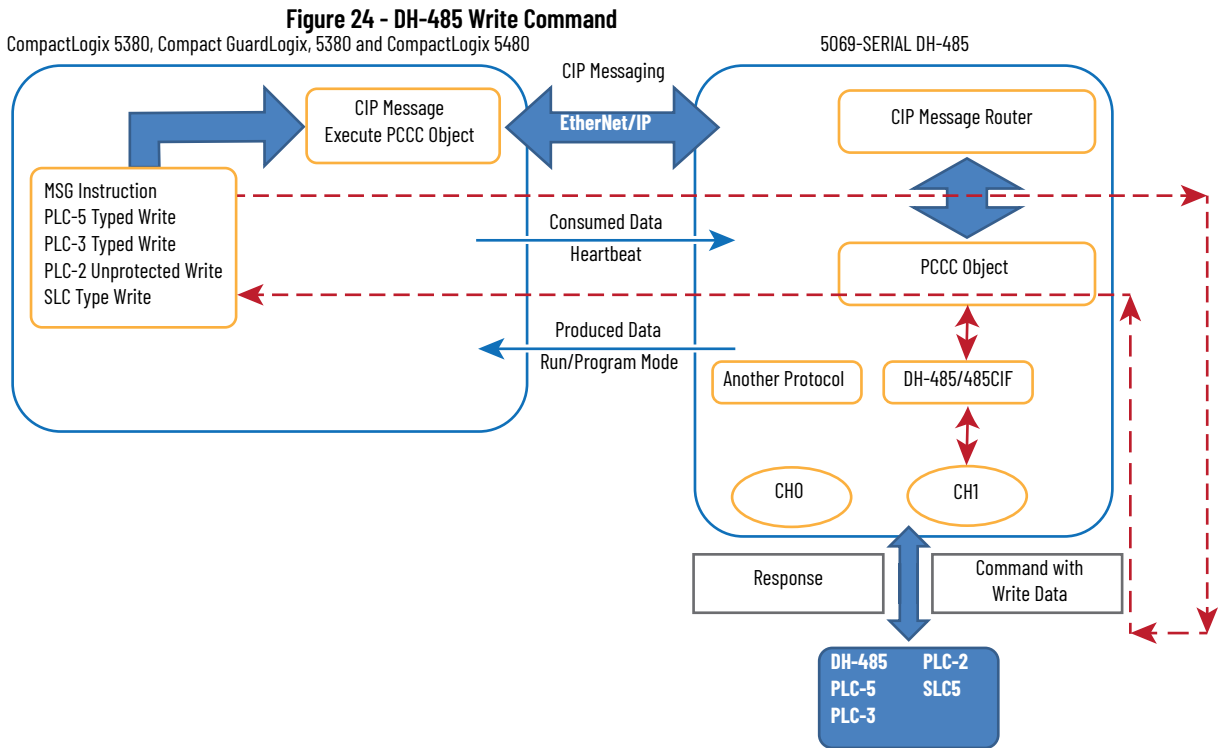 Figure 24 - DH-485 Write Command
CompactLogix 5380, Compact GuardLogix, 5380 and CompactLogix 5480
5069-SERIAL DH-485
CIP Messaging
CIP Message
Execute PCCC Object
EtherNet/IP
CIP Message Router
MSG Instruction
PLC-5 Typed Write
PLC-3 Typed Write
PLC-2 Unprotected Write
SLC Type Write
Consumed Data
Heartbeat
PCCC Object
Produced Data
Run/Program Mode
Another Protocol
DH-485/485CIF
CH0
CH1
Response
Command with
Write Data
DH-485 PLC-2
PLC-5 SLC5
PLC-3